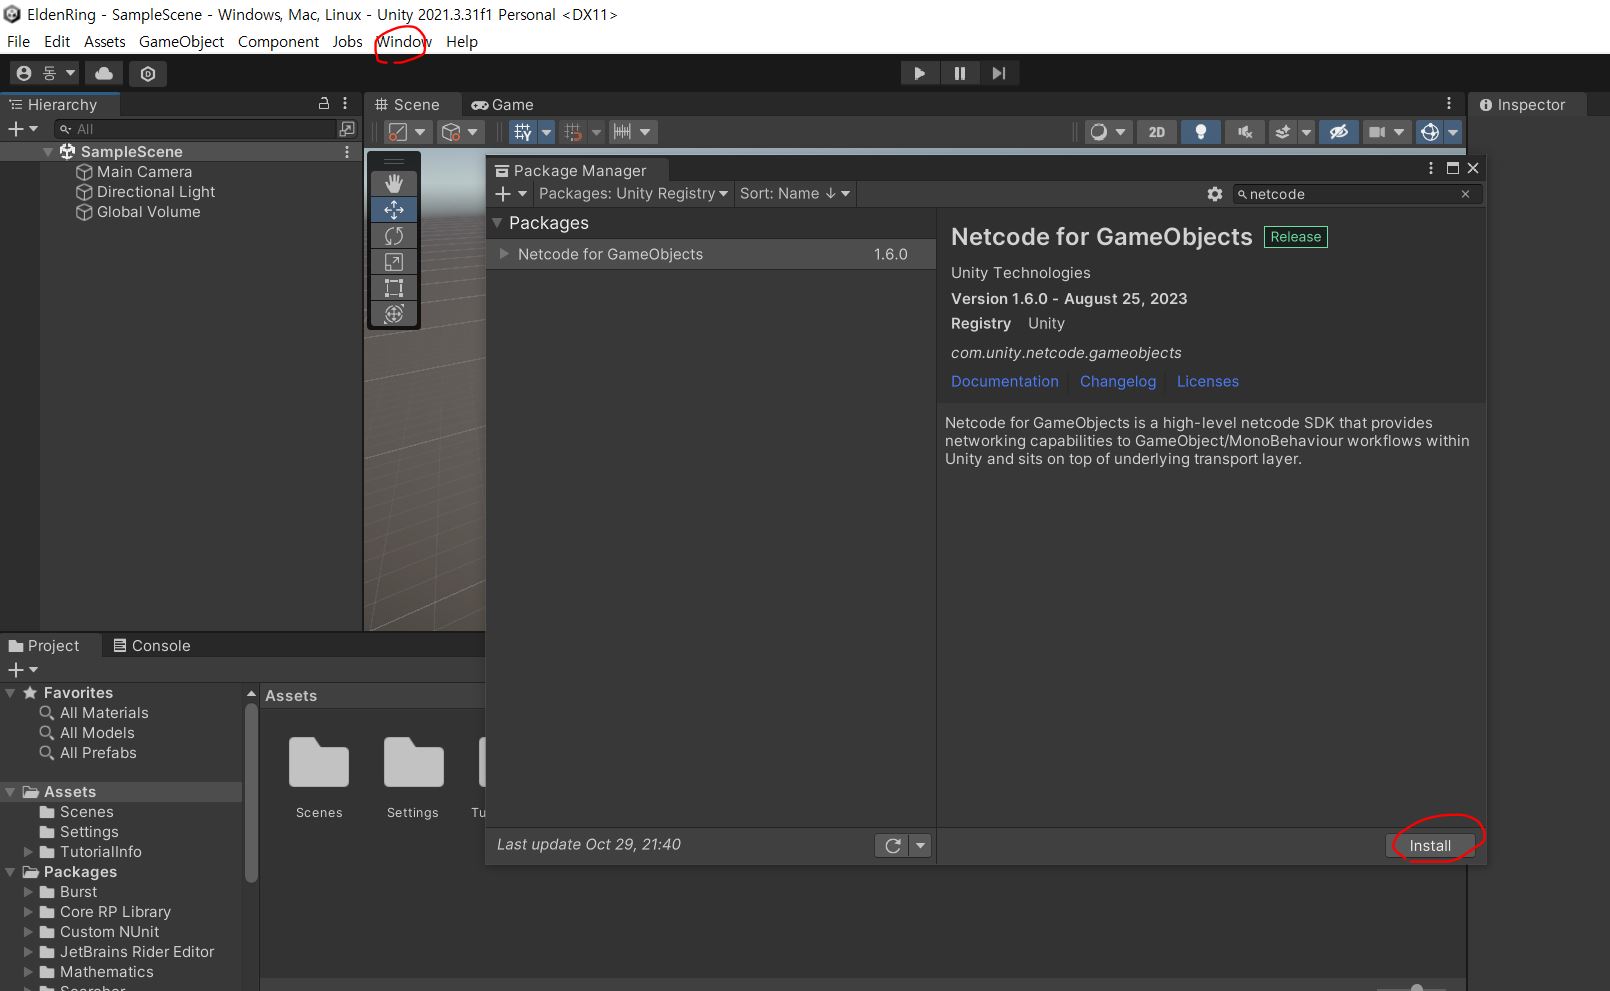 EldenRing - SampleScene - Windows, Mac, Linux - Unity 2021.3.31f1 Personal <DX11>
File Edit Assets GameObject Component Jobs Window Help
동
Hierarchy
All
SampleScene
Main Camera
Directional Light
Global Volume
Scene Game
2D
Inspector
Package Manager
Packages: Unity Registry Sort: Name ↓
netcode
Packages
Netcode for GameObjects 1.6.0
Netcode for GameObjects Release
Unity Technologies
Version 1.6.0 - August 25, 2023
Registry Unity
com.unity.netcode.gameobjects
Documentation Changelog Licenses
Netcode for GameObjects is a high-level netcode SDK that provides
networking capabilities to GameObject/MonoBehaviour workflows within
Unity and sits on top of underlying transport layer.
Last update Oct 29, 21:40
Install
Project Console
Favorites
All Materials
All Models
All Prefabs
Assets
Scenes
Settings
TutorialInfo
Packages
Burst
Core RP Library
Custom NUnit
JetBrains Rider Editor
Mathematics
Assets
Scenes Settings Tu